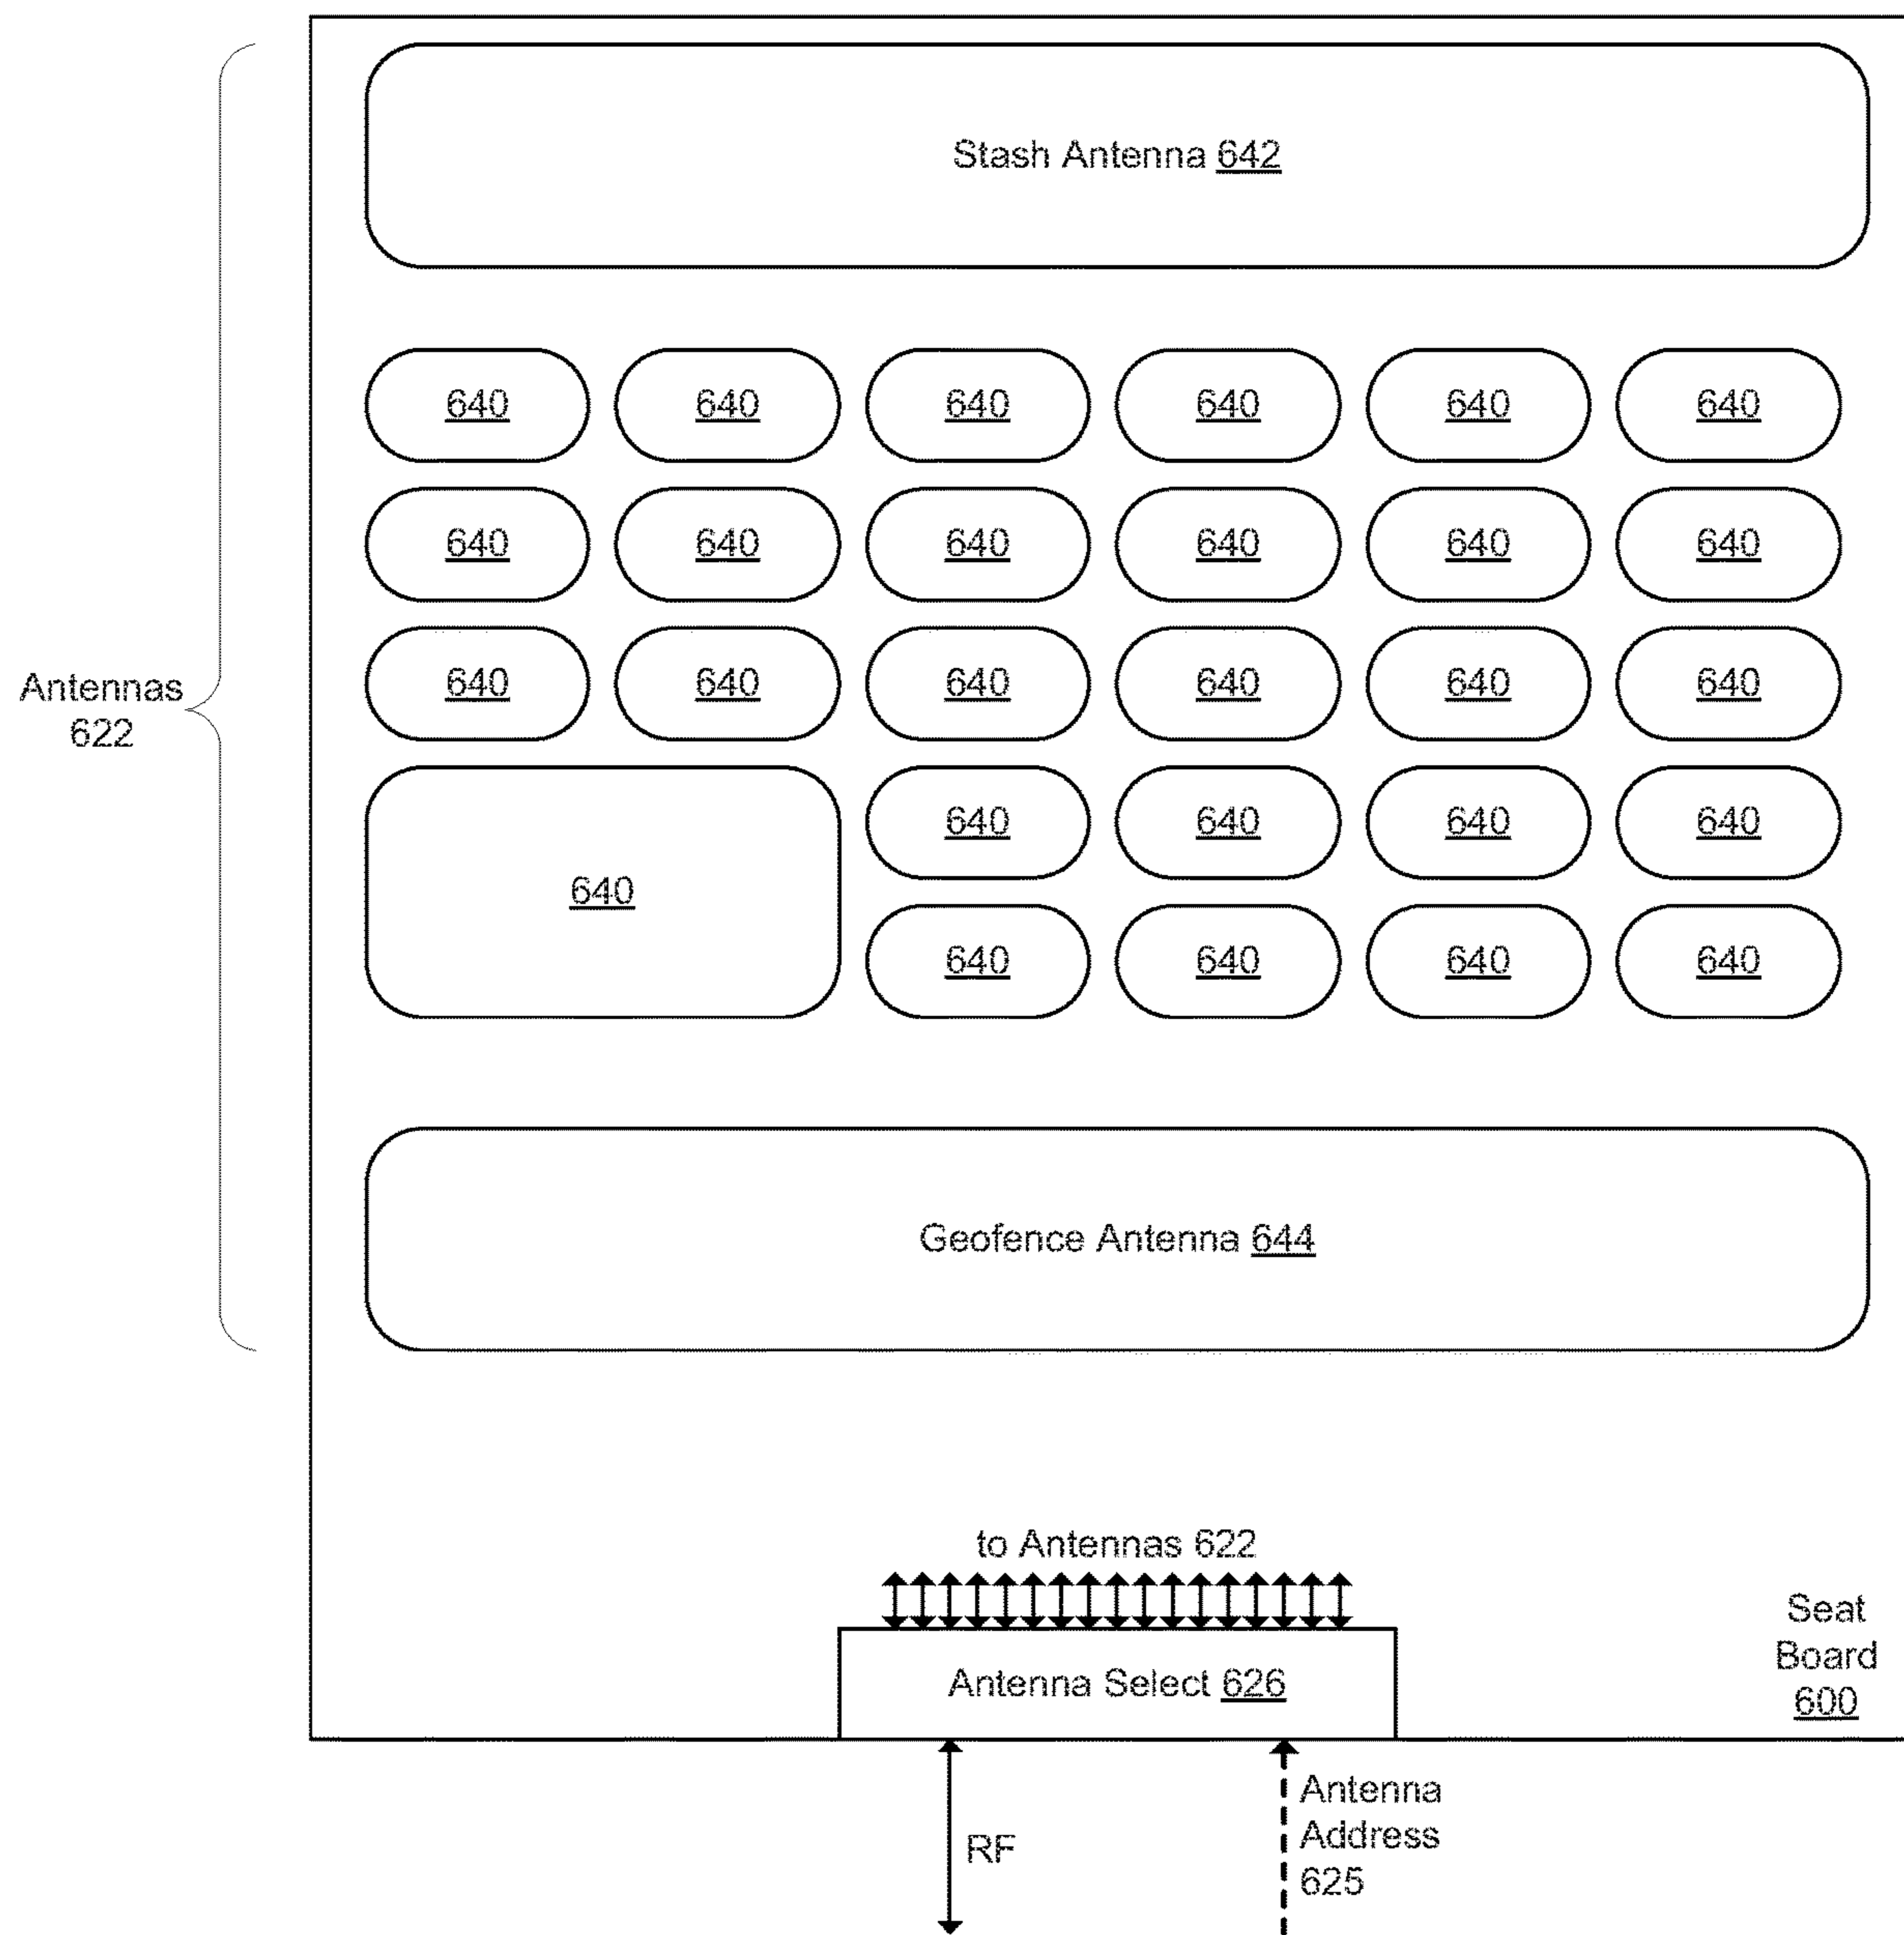 Stash Antenna 642
640 640 640 640 640 640
640 640 640 640 640 640
640 640 640 640 640 640
Antennas
622
640 640 640 640
640
640 640 640 640
Geofence Antenna 644
to Antennas 622
Antenna Select 626
Seat
Board
600
RF
Antenna
Address
625